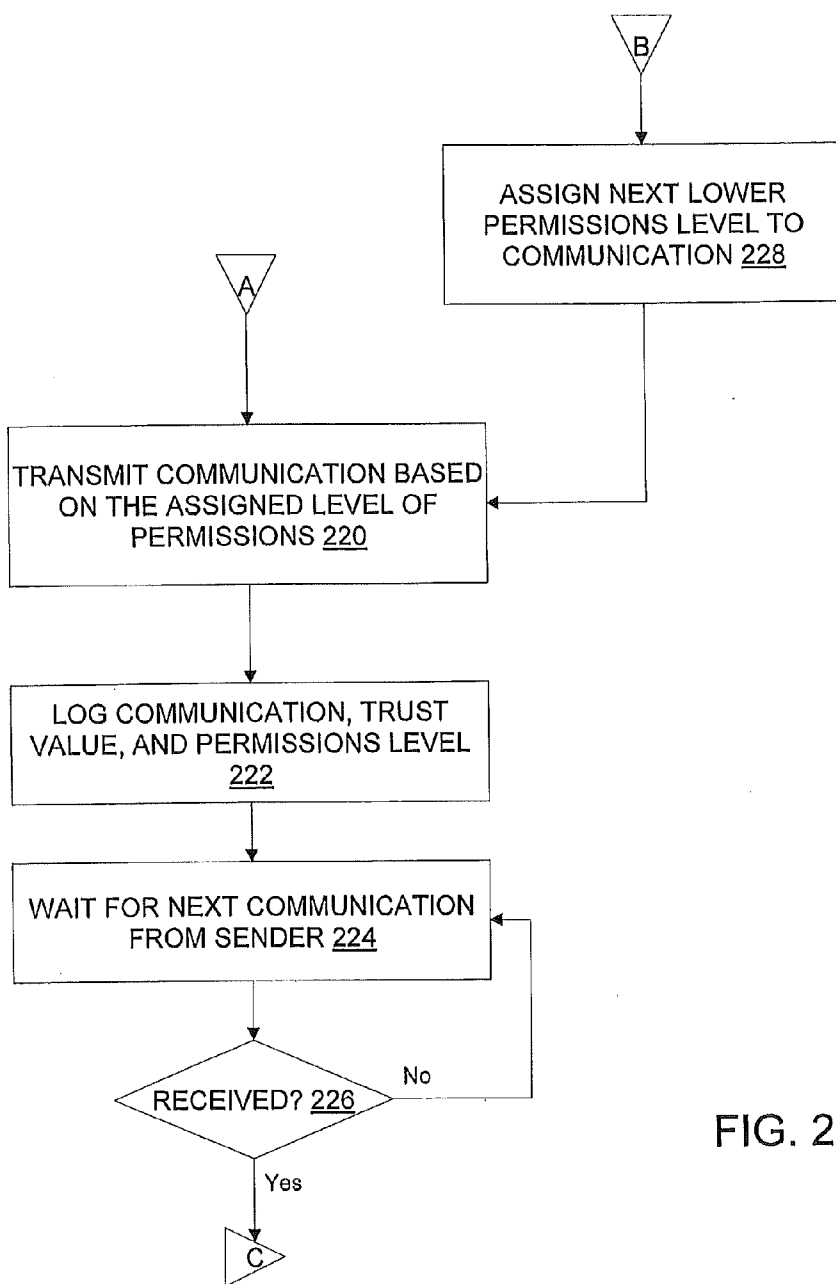 B
ASSIGN NEXT LOWER
PERMISSIONS LEVEL TO
COMMUNICATION 228
A
TRANSMIT COMMUNICATION BASED
ON THE ASSIGNED LEVEL OF
PERMISSIONS 220
LOG COMMUNICATION, TRUST
VALUE, AND PERMISSIONS LEVEL
222
WAIT FOR NEXT COMMUNICATION
FROM SENDER 224
RECEIVED? 226
No
Yes
C
FIG. 2